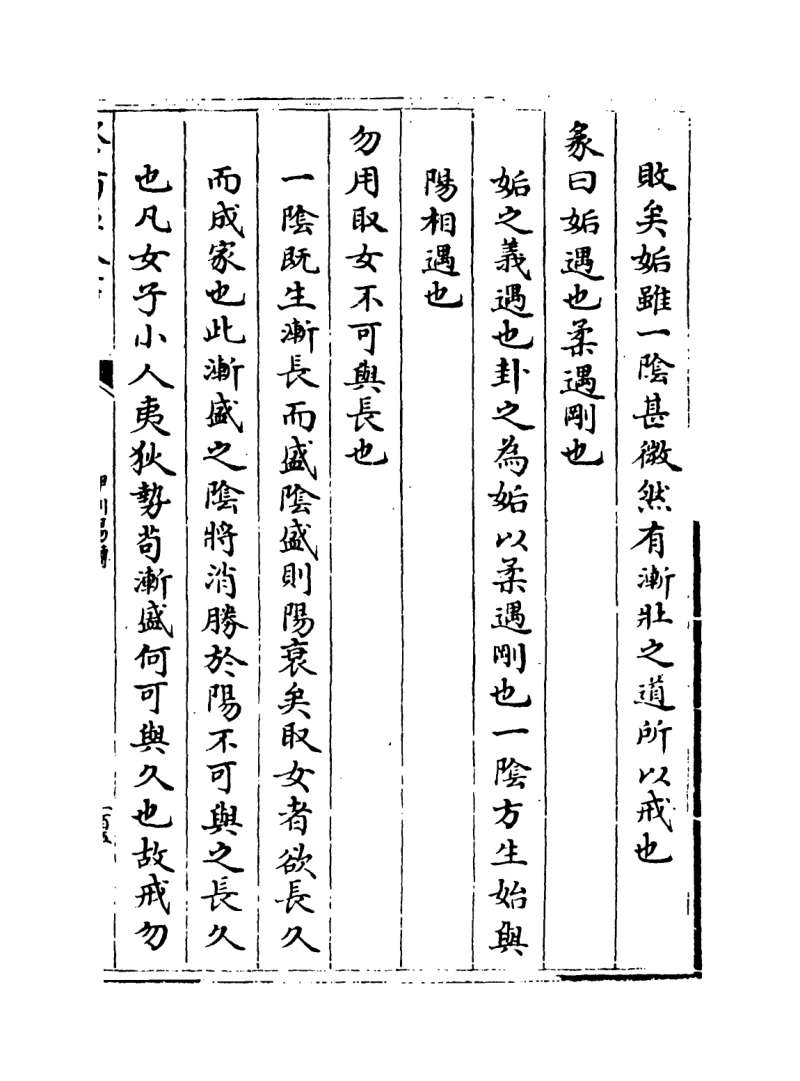 敗矣姤雖一陰甚微然有漸壯之道所以戒也
彖曰姤遇也柔遇剛也
姤之義遇也卦之為姤以柔遇剛也一陰方生始與
陽相遇也
勿用取女不可與長也
一陰既生漸長而盛陰盛則陽衰矣取女者欲長久
而成家也此漸盛之陰將消勝於陽不可與之長久
也凡女子小人夷狄勢茍漸盛何可與久也故戒勿